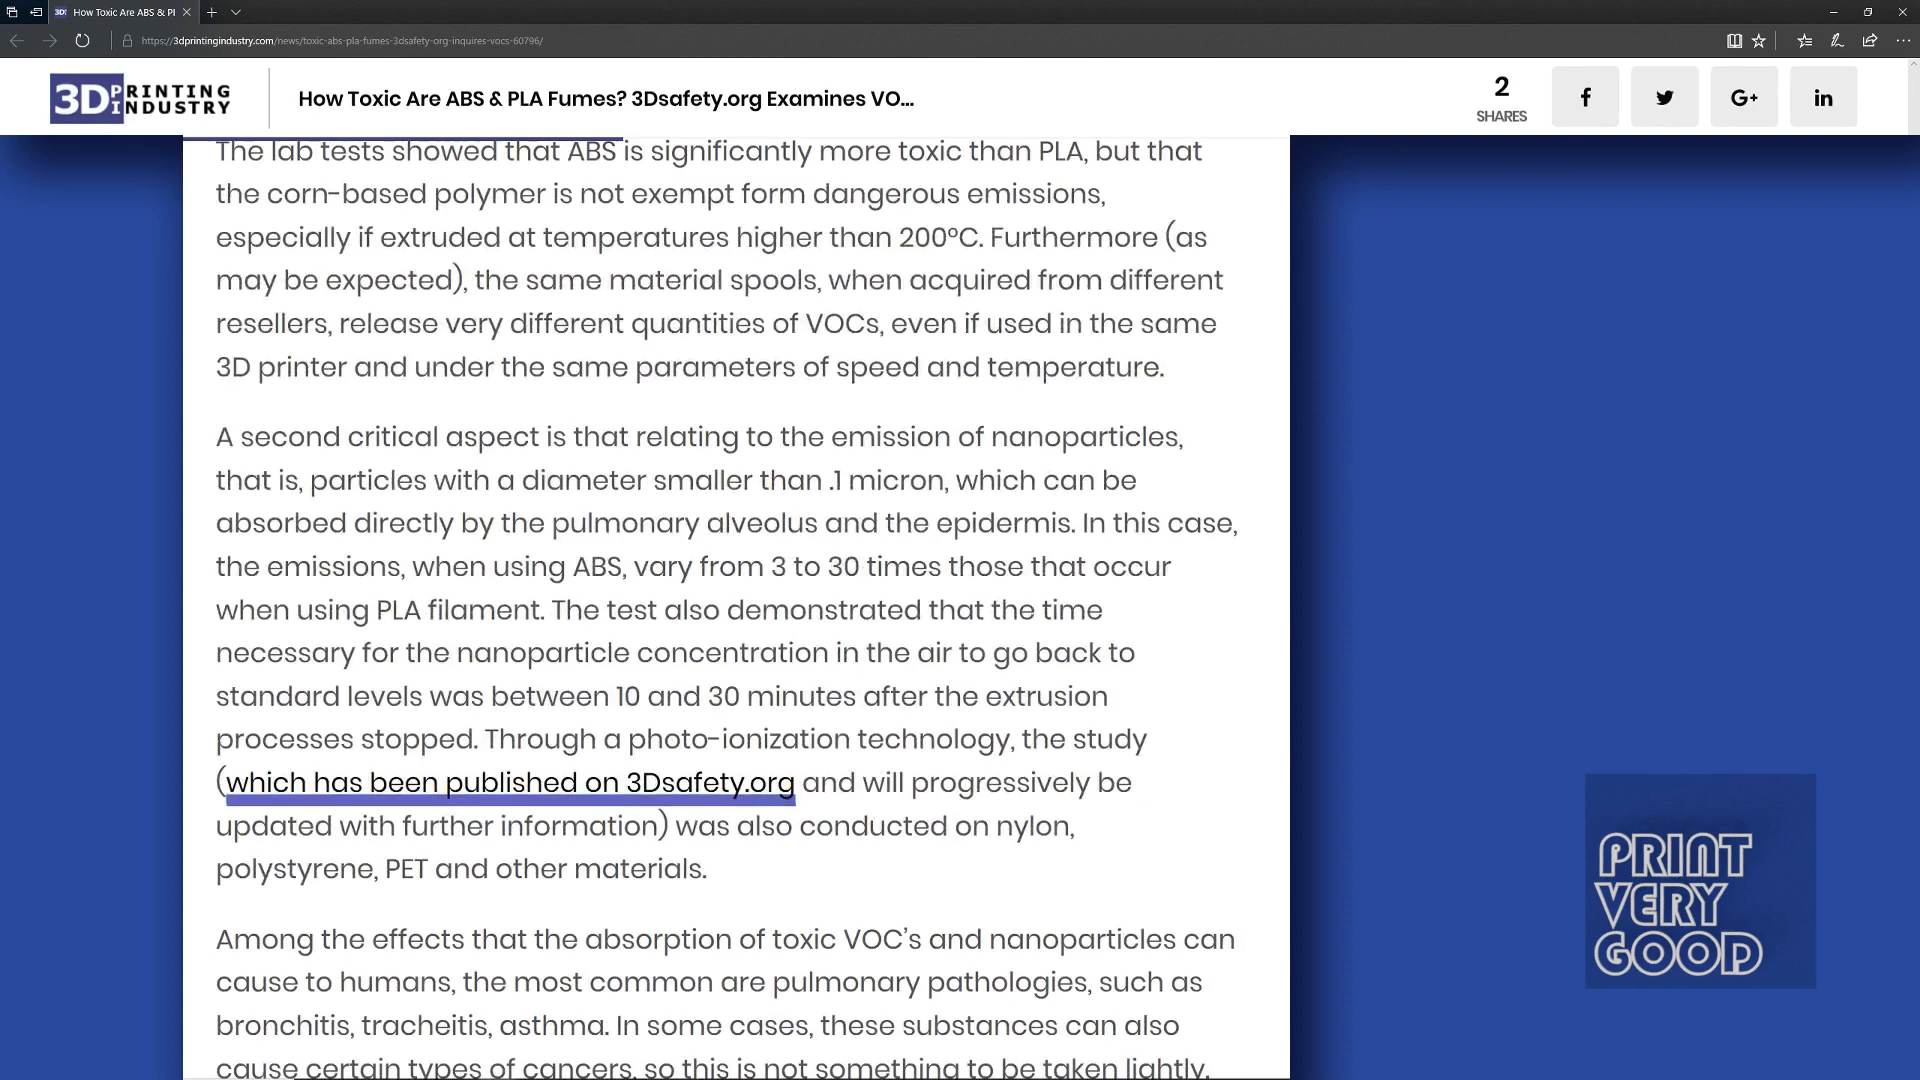 3D! How Toxic Are ABS & Pl
https://3dprintingindustry.com/news/toxic-abs-pla-fumes-3dsafety-org-inquires-vocs-60796/
3D PRINTING INDUSTRY
How Toxic Are ABS & PLA Fumes? 3Dsafety.org Examines VO...
2
SHARES
f
G+
in
The lab tests showed that ABS is significantly more toxic than PLA, but that
the corn-based polymer is not exempt form dangerous emissions,
especially if extruded at temperatures higher than 200°C. Furthermore (as
may be expected), the same material spools, when acquired from different
resellers, release very different quantities of VOCs, even if used in the same
3D printer and under the same parameters of speed and temperature.
A second critical aspect is that relating to the emission of nanoparticles,
that is, particles with a diameter smaller than .1 micron, which can be
absorbed directly by the pulmonary alveolus and the epidermis. In this case,
the emissions, when using ABS, vary from 3 to 30 times those that occur
when using PLA filament. The test also demonstrated that the time
necessary for the nanoparticle concentration in the air to go back to
standard levels was between 10 and 30 minutes after the extrusion
processes stopped. Through a photo-ionization technology, the study
(which has been published on 3Dsafety.org and will progressively be
updated with further information) was also conducted on nylon,
polystyrene, PET and other materials.
Among the effects that the absorption of toxic VOC’s and nanoparticles can
cause to humans, the most common are pulmonary pathologies, such as
bronchitis, tracheitis, asthma. In some cases, these substances can also
cause certain types of cancers, so this is not something to be taken lightly.
PRINT
VERY
GOOD